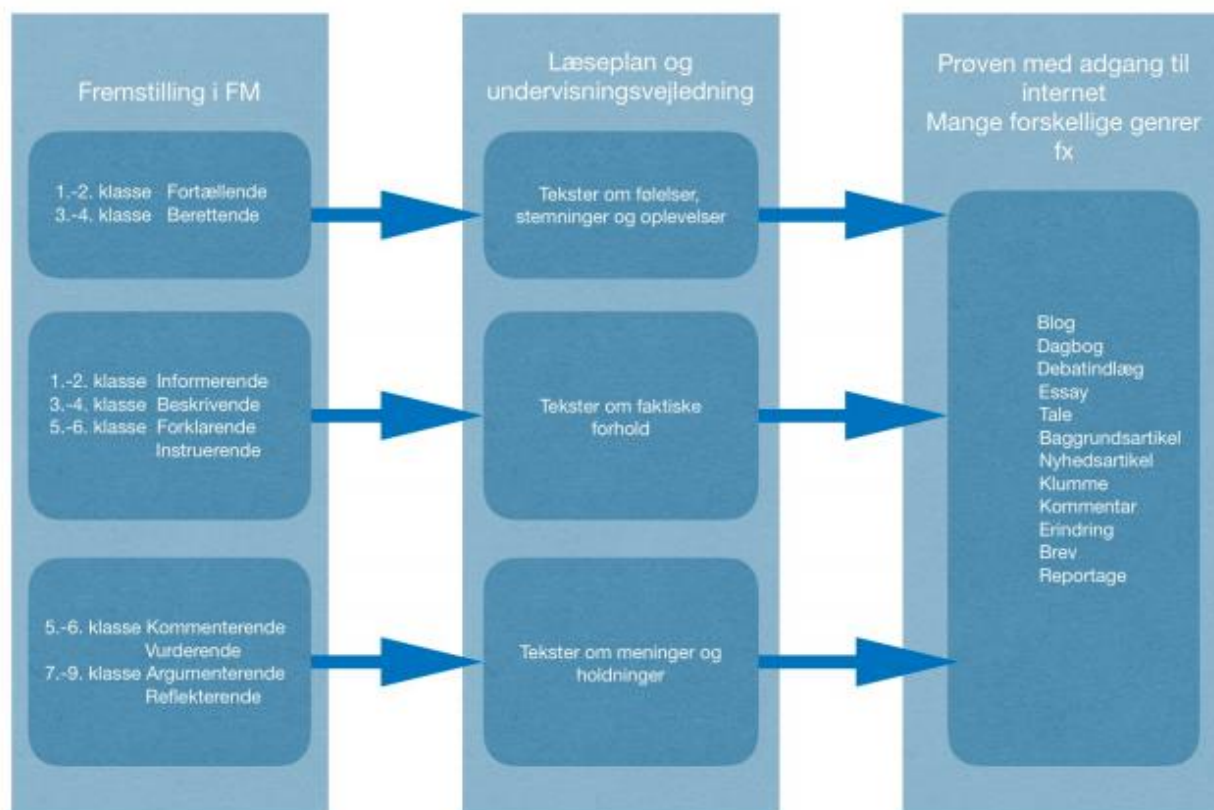 Fremstilling i FM
1.-2. klasse Fortællende
3.-4. klasse Berettende
1.-2. klasse Informerende
3.-4. klasse Beskrivende
5.-6. klasse Forklarende
Instruerende
5.-6. klasse Kommenterende
Vurderende
7.-9. klasse Argumenterende
Reflekterende
Læseplan og
undervisningsvejledning
Tekster om følelser,
stemninger og oplevelser
Tekster om faktiske
forhold
Tekster om meninger og
holdninger
Prøven med adgang til
internet
Mange forskellige genrer
fx
Blog
Dagbog
Debatindlæg
Essay
Tale
Baggrundsartikel
Nyhedsartikel
Klumme
Kommentar
Erindring
Brev
Reportage